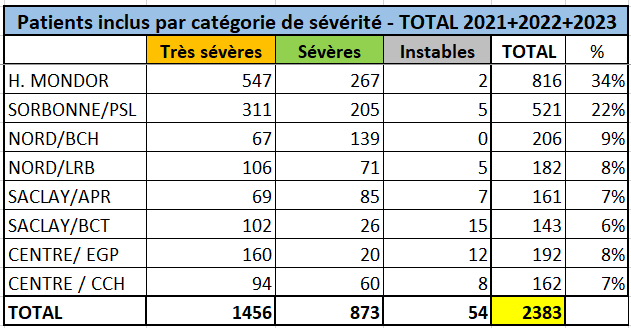 Patients inclus par catégorie de sévérité - TOTAL 2021+2022+2023
Très sévères Sévères Instables TOTAL %
H. MONDOR 547 267 2 816 34%
SORBONNE/PSL 311 205 5 521 22%
NORD/BCH 67 139 0 206 9%
NORD/LRB 106 71 5 182 8%
SACLAY/APR 69 85 7 161 7%
SACLAY/BCT 102 26 15 143 6%
CENTRE/ EGP 160 20 12 192 8%
CENTRE / CCH 94 60 8 162 7%
TOTAL 1456 873 54 2383